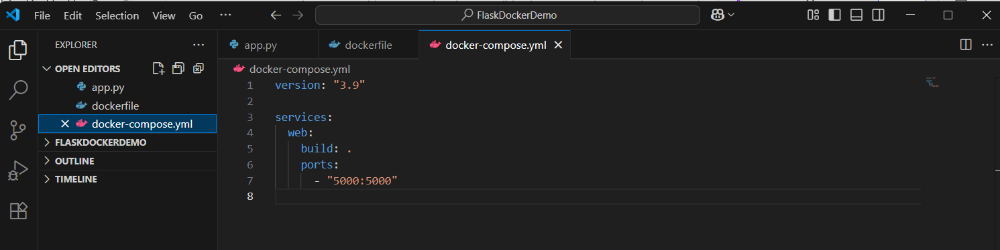 File Edit Selection View Go ··· FlaskDockerDemo
EXPLORER ···
OPEN EDITORS
app.py
dockerfile
docker-compose.yml
FLASKDOCKERDEMO
OUTLINE
TIMELINE
app.py dockerfile docker-compose.yml
docker-compose.yml
1 version: "3.9"
2
3 services:
4   web:
5     build: .
6     ports:
7       - "5000:5000"
8